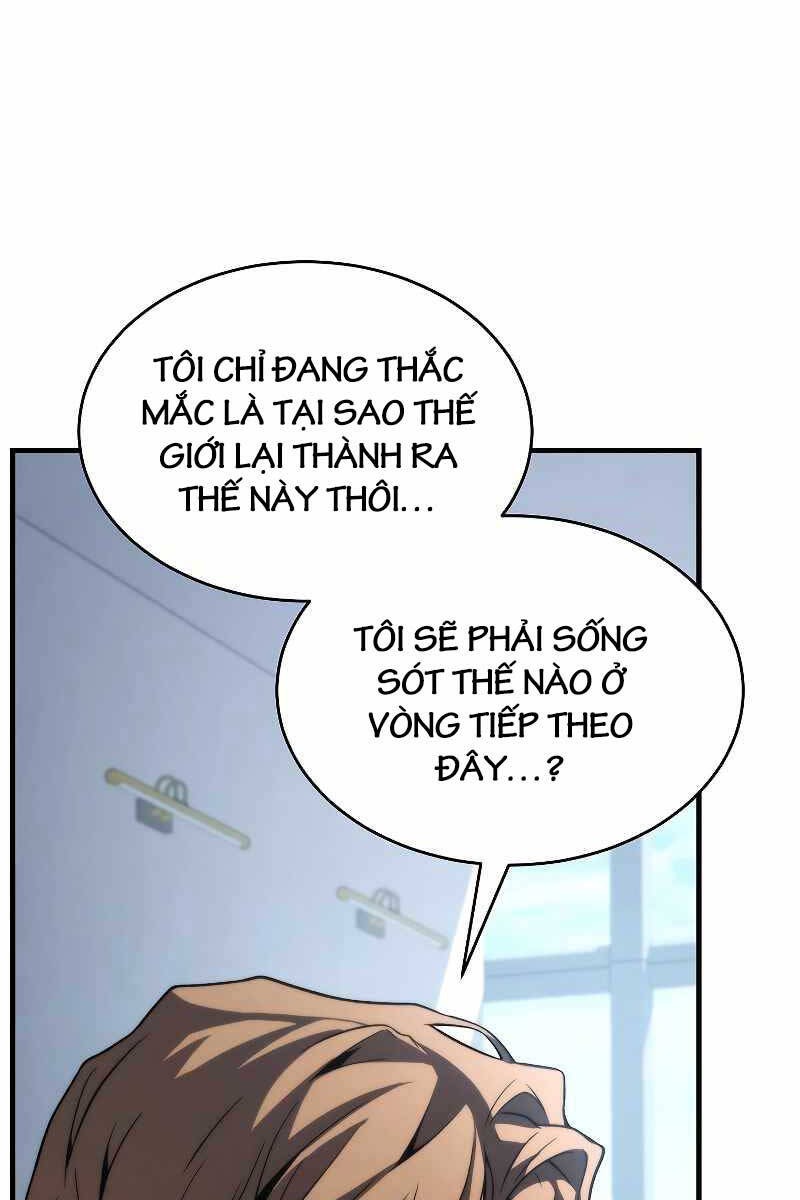 TÔI CHỈ ĐANG THẮC
MẮC LÀ TẠI SAO THẾ
GIỚI LẠI THÀNH RA
THẾ NÀY THÔI...
TÔI SẼ PHẢI SỐNG
SÓT THẾ NÀO Ở
VÒNG TIẾP THEO
ĐÂY...?